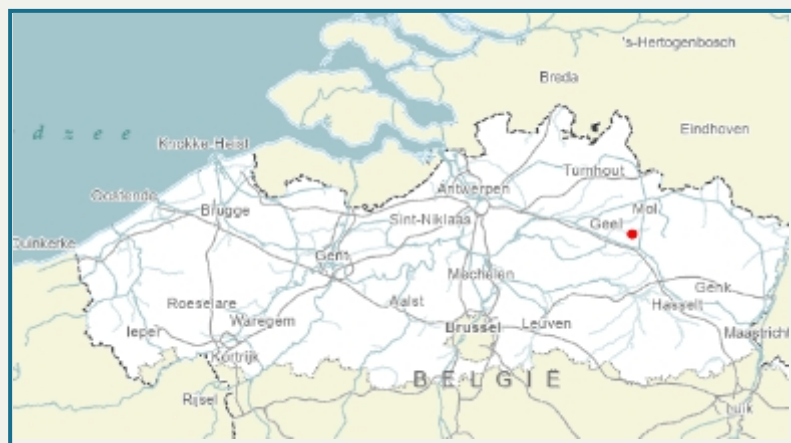 's-Hertogenbosch
Breda
d z e e
Eindhoven
Knokke-Heist
Turnhout
Antwerpen
Oostende
Mol
Brugge
Sint-Niklaas
Geel
Duinkerke
Gent
Mechelen
Genk
Roeselare
Aalst
Hasselt
Waregem
Brussel
Leuven
Ieper
Maastricht
Kortrijk
BELGIË
Rijsel
Luik